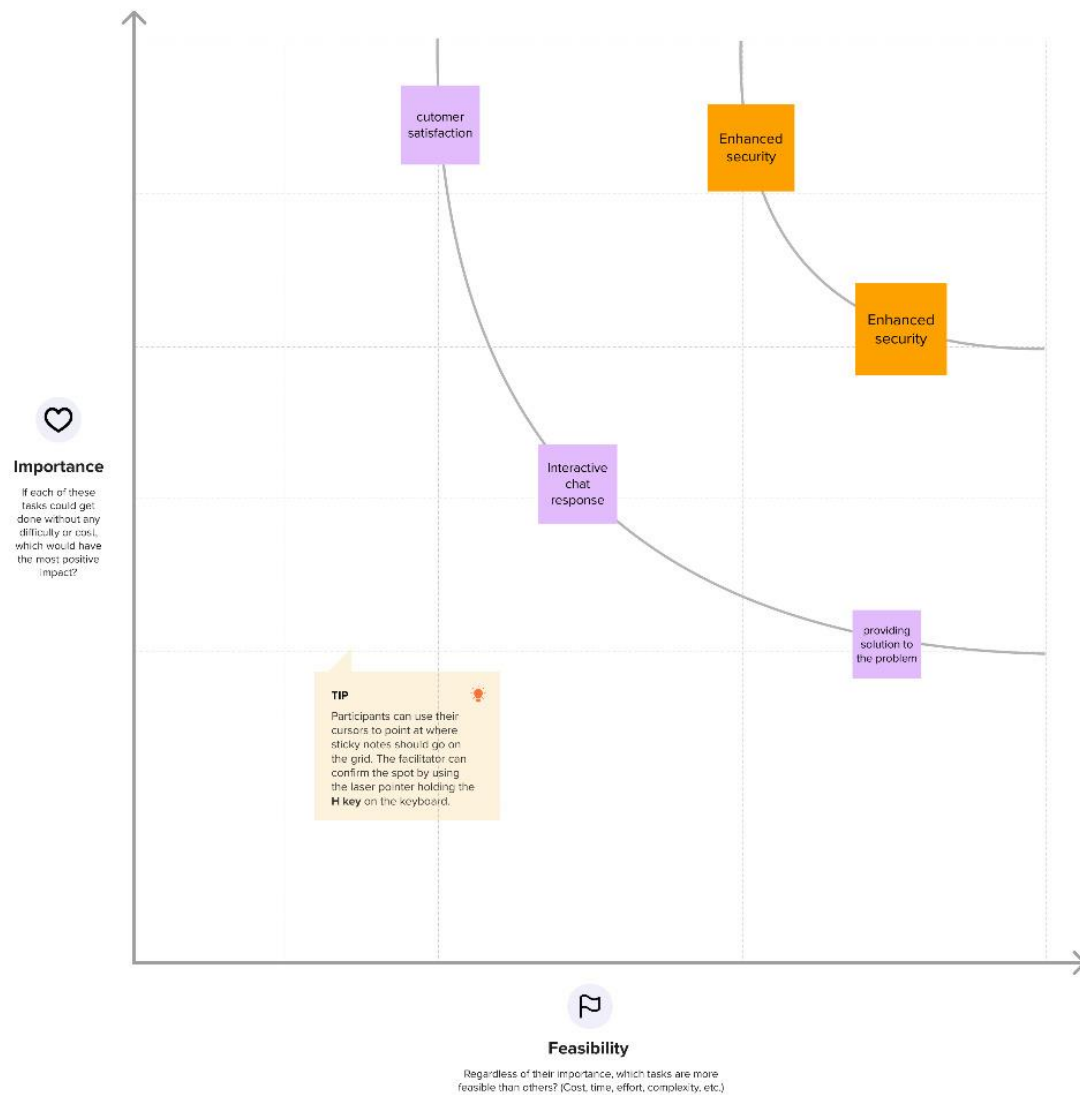 cutomer
satisfaction
Enhanced
security
Enhanced
security
Importance
If each of these
tasks could get
done without any
difficulty or cost,
which would have
the most positive
impact?
Interactive
chat
response
providing
solution to
the problem
TIP
Participants can use their
cursors to point at where
sticky notes should go on
the grid. The facilitator can
confirm the spot by using
the laser pointer holding the
H key on the keyboard.
Feasibility
Regardless of their importance, which tasks are more
feasible than others? (Cost, time, effort, complexity, etc.)